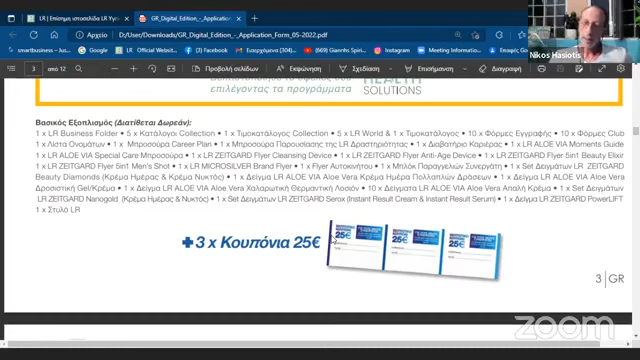 LR | Επίσημη ιστοσελίδα LR Υγεί
GR_Digital_Edition_-_Application
Αρχείο
D:/User/Downloads/GR_Digital_Edition_-_Application_Form_05-2022.pdf
smartbusiness — Jo
LR
Official Websit
Εισερχόμενα (304)
(669) Giannhs Spiri
Instagram
Facebook
Επαφές Goo
Nikos Hasiotis
3
από 12
Προβολή σελίδων
Εκφώνηση
Σχεδίαση
Επισήμανση
Διαγραφή
επιλέγοντας τα προγράμματα
HEALTH
SOLUTIONS
Βασικός Εξοπλισμός (Διατίθεται Δωρεάν):
1 x LR Business Folder • 5 x Κατάλογοι Collection • 1 x Τιμοκατάλογος Collection • 5 x LR World & 1 x Τιμοκατάλογος • 10 x Φόρμες Εγγραφής • 10 x Φόρμες Club
• 1 x Λίστα Ονομάτων • 1 x Μπροσούρα Career Plan • 1 x Μπροσούρα Παρουσίασης της LR Δραστηριότητας • 1 x Διαβατήριο Καριέρας • 1 x LR ALOE VIA Moments Guide
1 x LR ALOE VIA Special Care Μπροσούρα • 1 x LR ZEITGARD Flyer Cleansing Device • 1 x LR ZEITGARD Flyer Anti-Age Device • 1 x LR ZEITGARD Flyer 5in1 Beauty Elixir
• 1 x LR ZEITGARD Flyer 5in1 Men's Shot • 1 x LR MICROSILVER Brand Flyer • 1 x Flyer Αυτοκινήτου • 1 x Μπλόκ Παραγγελιών Συνεργάτη • 1 x Set Δειγμάτων LR ZEITGARD
Beauty Diamonds (Κρέμα Ημέρας & Κρέμα Νυκτός) • 1 x Δείγμα LR ALOE VIA Aloe Vera Κρέμα Ημέρα Πολλαπλών Δράσεων • 1 x Δείγμα LR ALOE VIA Aloe Vera
Δροσιστική Gel/Κρέμα • 1 x Δείγμα LR ALOE VIA Aloe Vera Χαλαρωτική Θερμαντική Λοσιόν • 10 x Δείγματα LR ALOE VIA Aloe Vera Απαλή Κρέμα • 1 x Set Δειγμάτων
LR ZEITGARD Nanogold (Κρέμα Ημέρας & Νυκτός) • 1 x Set Δειγμάτων LR ZEITGARD Serox (Instant Result Cream & Instant Result Serum) • 1 x Δείγμα LR PowerLIFT
1 x Στυλό LR
+ 3 x Κουπόνια 25€
25€
25€
25€
3 | GR
zoom